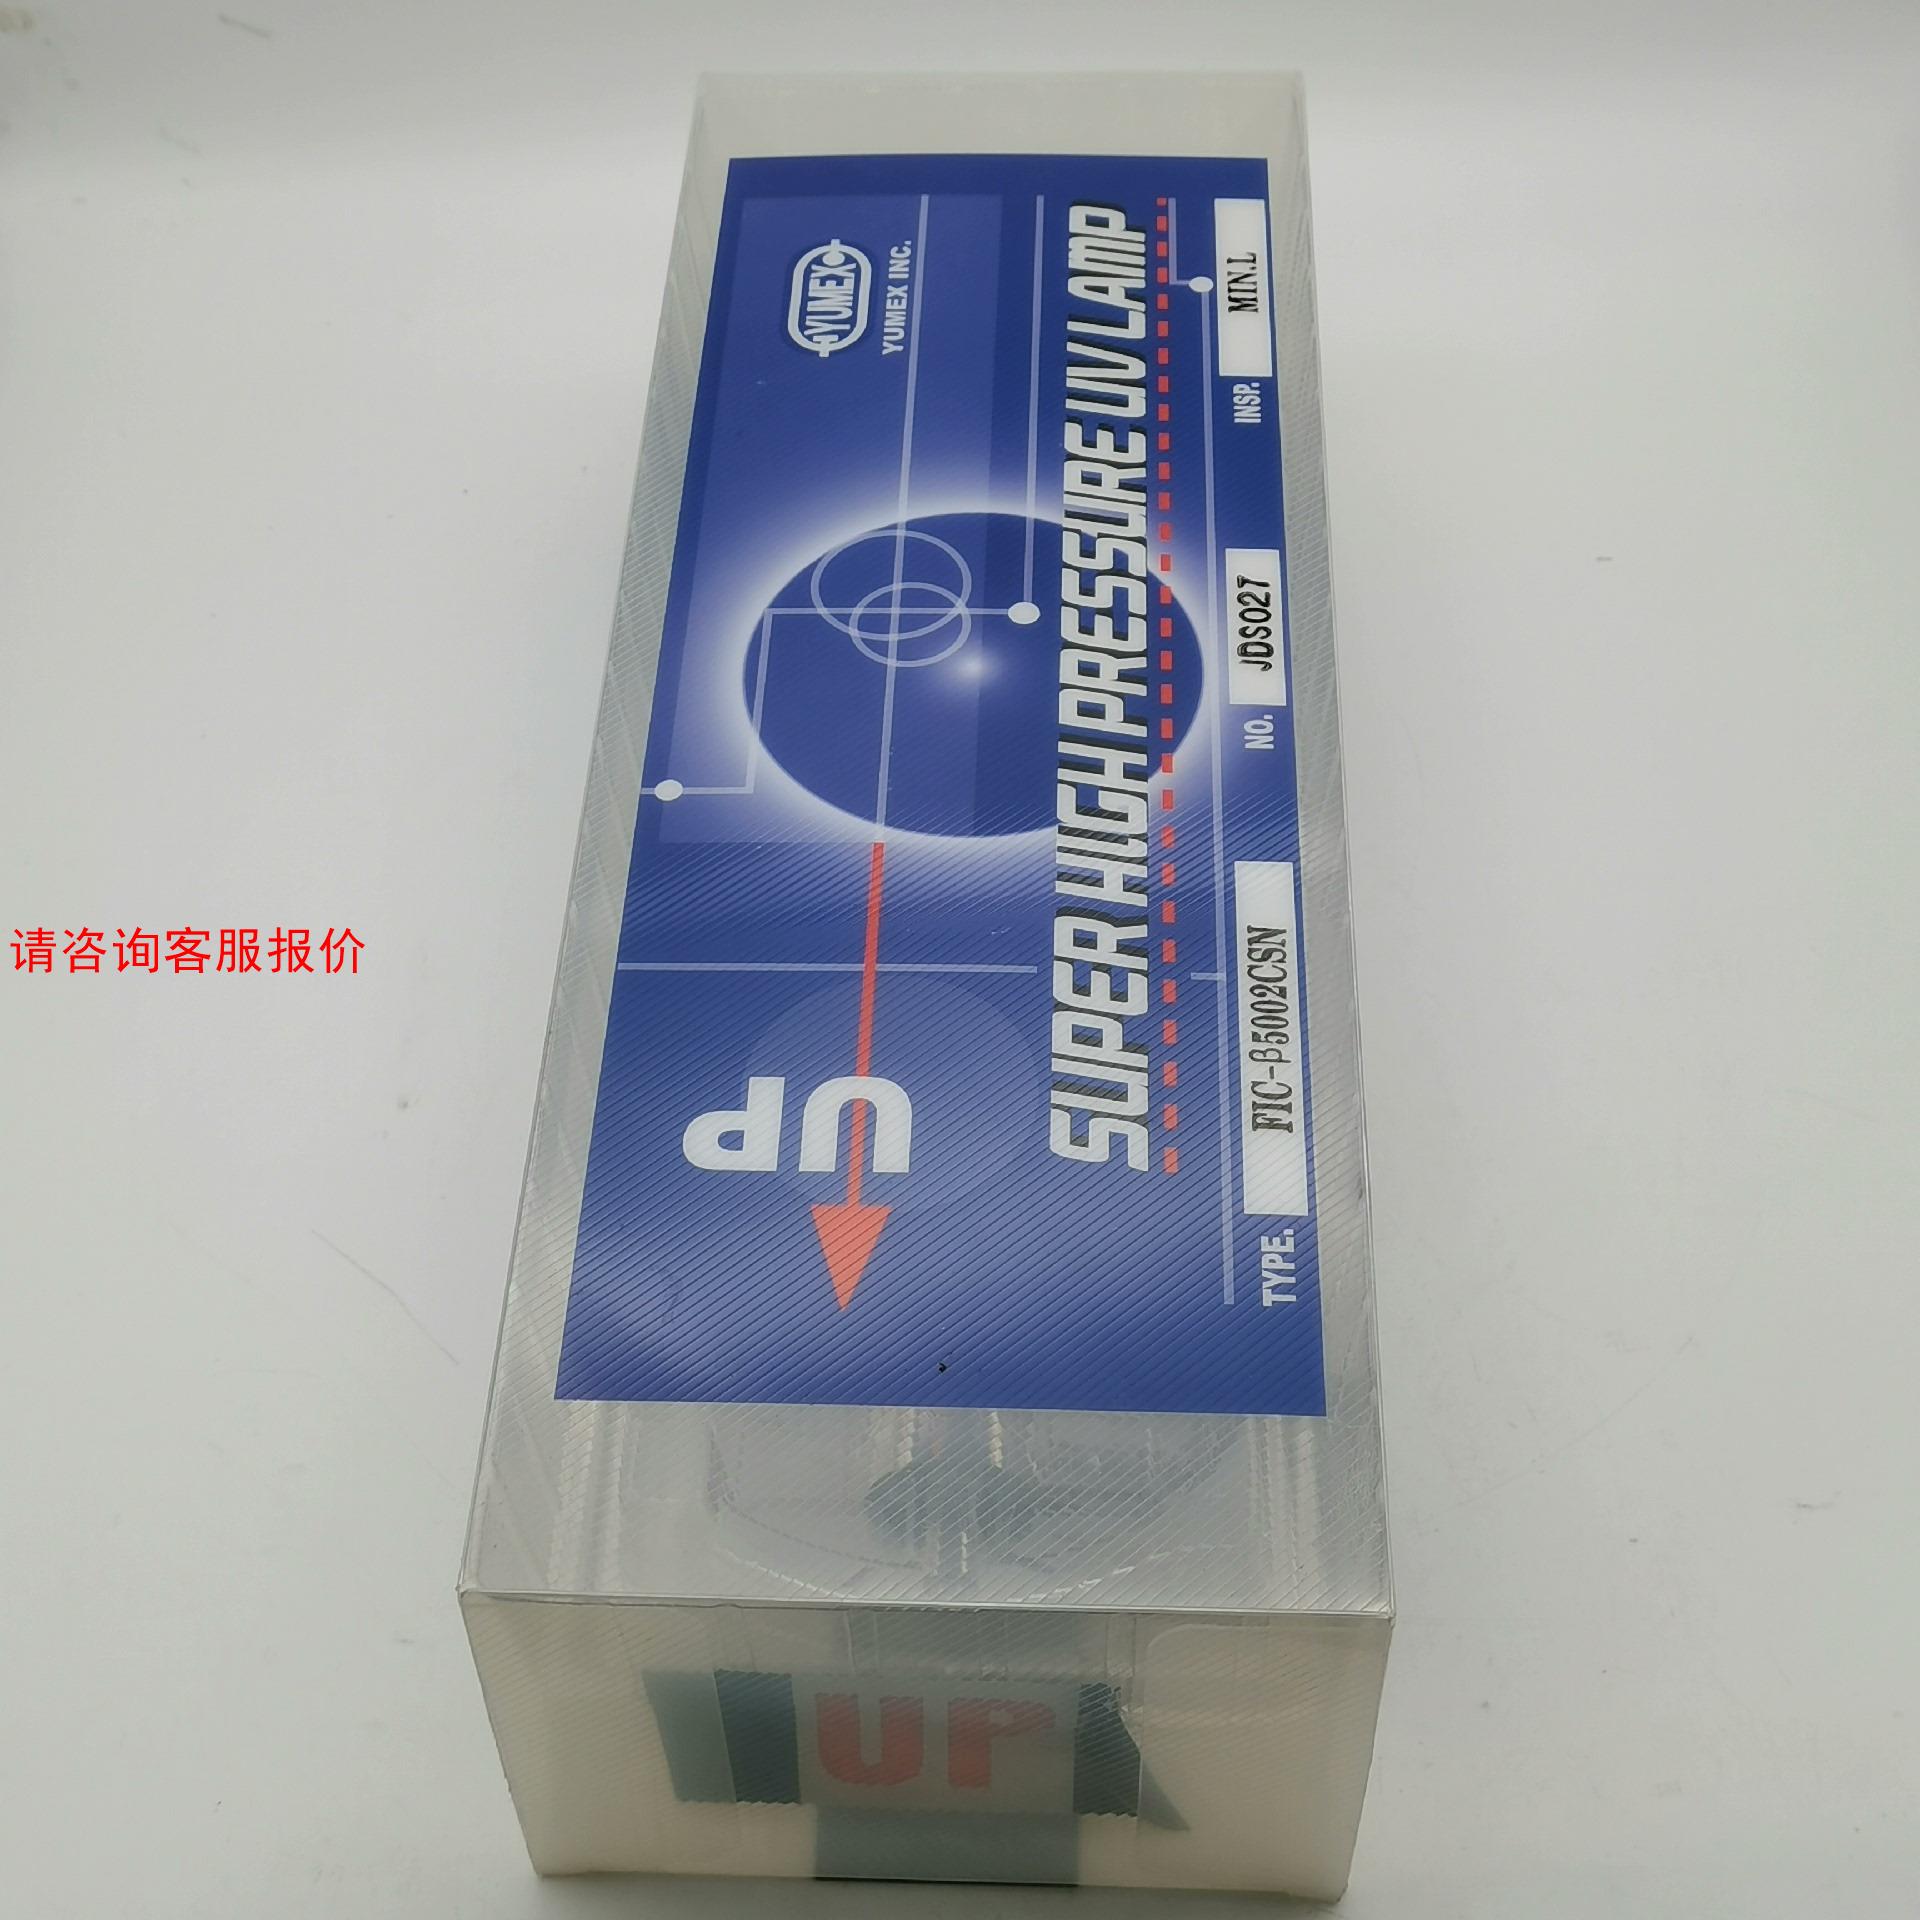 YUMEX
YUMEX INC.
SUPER HIGH PRESSURE UV LAMP
UP
TYPE. FIC-β5002CSN NO. JDS027 INSP. MIN.L
UP
请咨询客服报价